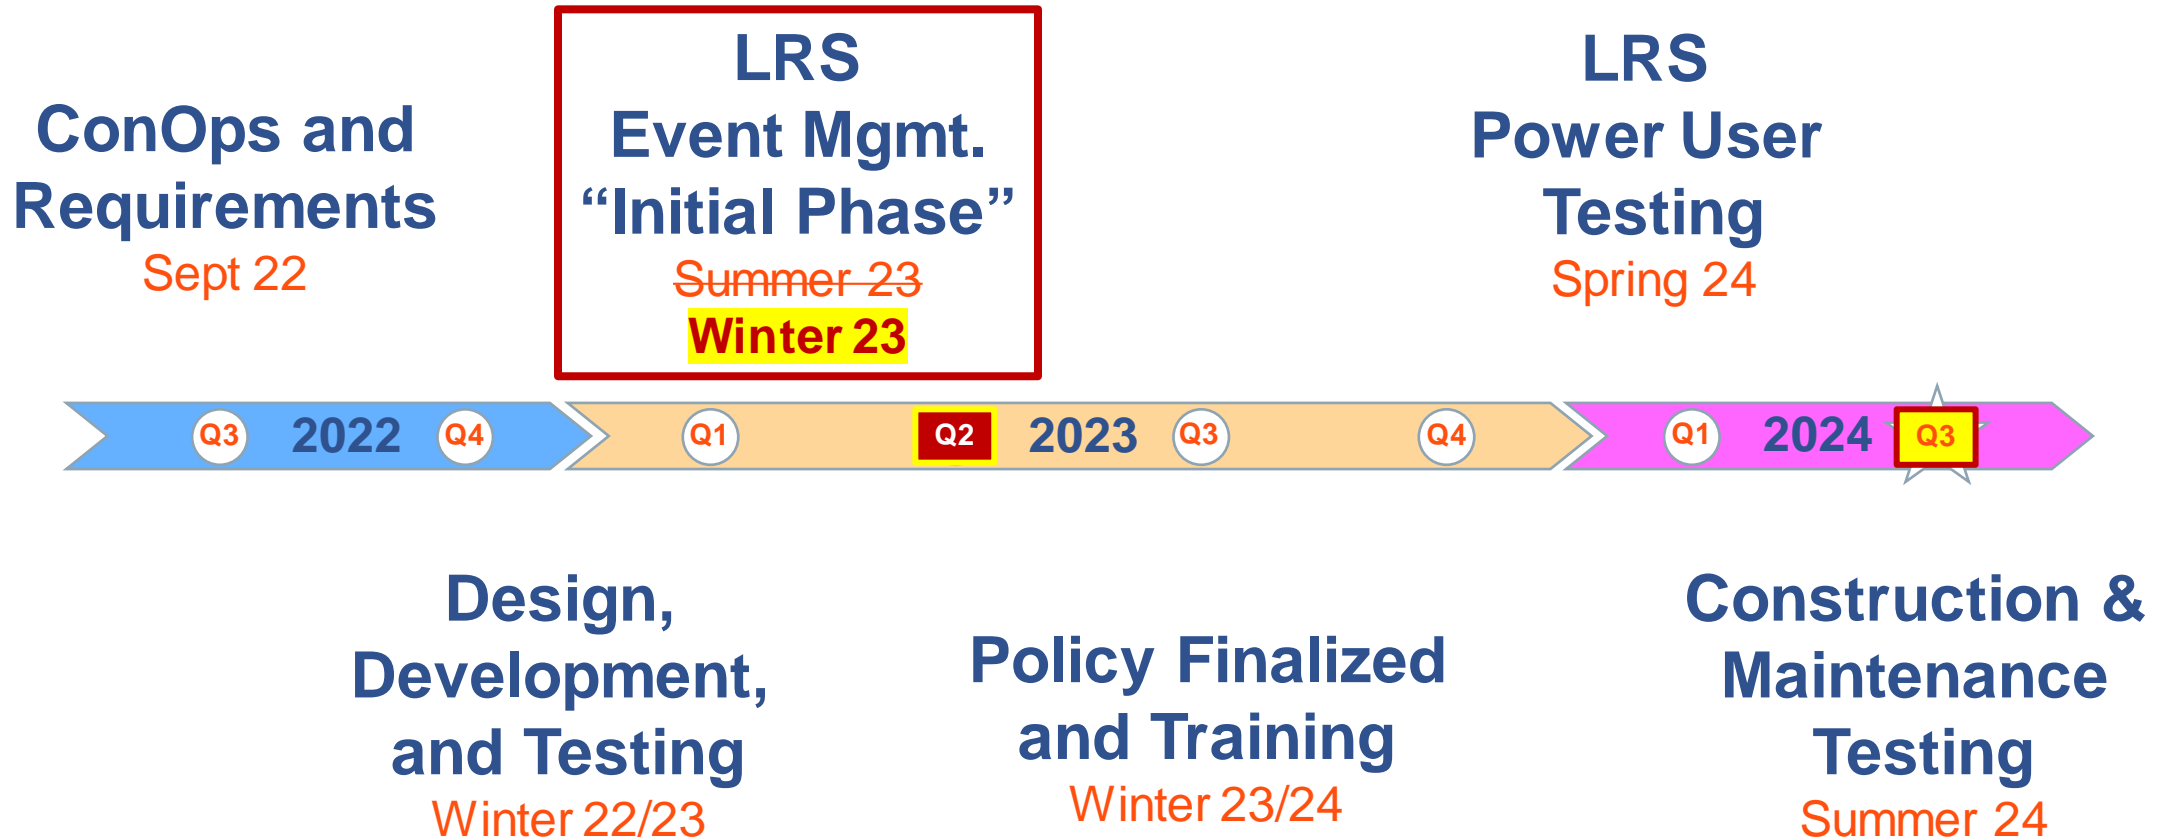 ConOps and
Requirements
Sept 22
LRS
Event Mgmt.
“Initial Phase”
Summer 23
Winter 23
LRS
Power User
Testing
Spring 24
Q3 2022 Q4 Q1 Q2 2023 Q3 Q4 Q1 2024 Q3
Design,
Development,
and Testing
Winter 22/23
Policy Finalized
and Training
Winter 23/24
Construction &
Maintenance
Testing
Summer 24